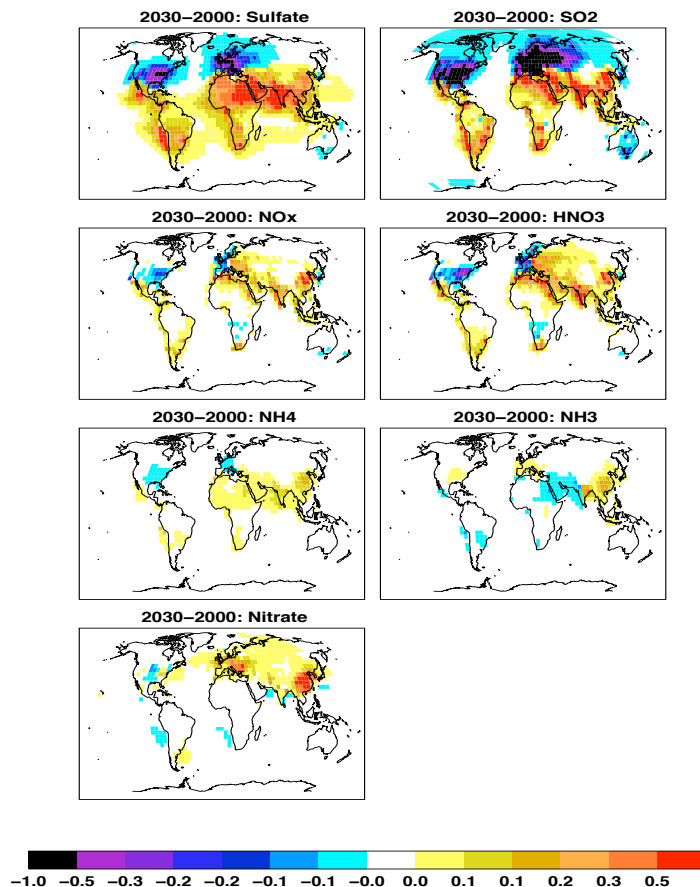 2030−2000: Sulfate
2030−2000: SO2
2030−2000: NOx
2030−2000: HNO3
2030−2000: NH4
2030−2000: NH3
2030−2000: Nitrate
−1.0 −0.5 −0.3 −0.2 −0.2 −0.1 −0.1 −0.0 0.0 0.1 0.1 0.2 0.3 0.5